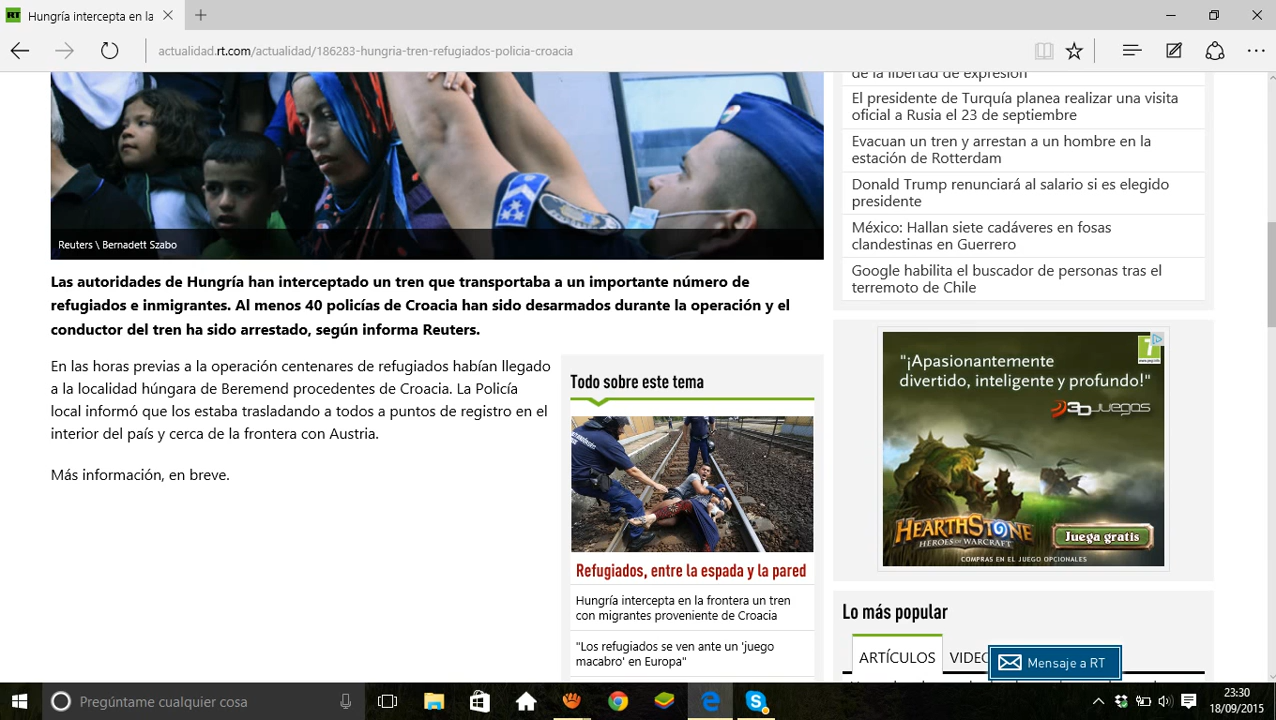 Hungría intercepta en la
actualidad.rt.com/actualidad/186283-hungria-tren-refugiados-policia-croacia
Reuters \ Bernadett Szabo
Las autoridades de Hungría han interceptado un tren que transportaba a un importante número de
refugiados e inmigrantes. Al menos 40 policías de Croacia han sido desarmados durante la operación y el
conductor del tren ha sido arrestado, según informa Reuters.
En las horas previas a la operación centenares de refugiados habían llegado
a la localidad húngara de Beremend procedentes de Croacia. La Policía
local informó que los estaba trasladando a todos a puntos de registro en el
interior del país y cerca de la frontera con Austria.
Más información, en breve.
Todo sobre este tema
Refugiados, entre la espada y la pared
Hungría intercepta en la frontera un tren
con migrantes proveniente de Croacia
"Los refugiados se ven ante un 'juego
macabro' en Europa"
de la libertad de expresión
El presidente de Turquía planea realizar una visita
oficial a Rusia el 23 de septiembre
Evacuan un tren y arrestan a un hombre en la
estación de Rotterdam
Donald Trump renunciará al salario si es elegido
presidente
México: Hallan siete cadáveres en fosas
clandestinas en Guerrero
Google habilita el buscador de personas tras el
terremoto de Chile
"¡Apasionantemente
divertido, inteligente y profundo!"
3DJuegos
HEARTHSTONE
HEROES OF WARCRAFT
Juega gratis
COMPRAS EN EL JUEGO OPCIONALES
Lo más popular
ARTÍCULOS VIDEO
Mensaje a RT
Pregúntame cualquier cosa
23:30
18/09/2015